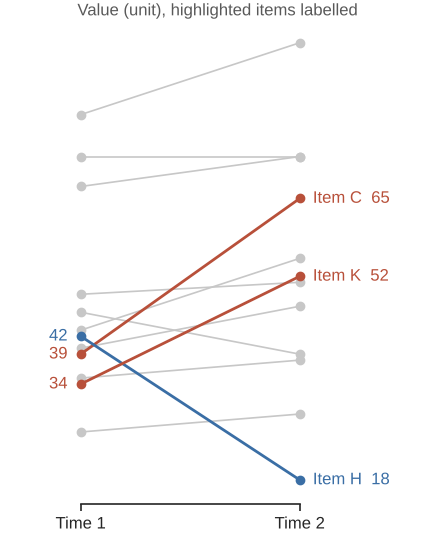 Value (unit), highlighted items labelled
Item C 65
Item K 52
42
39
34
Item H 18
Time 1
Time 2